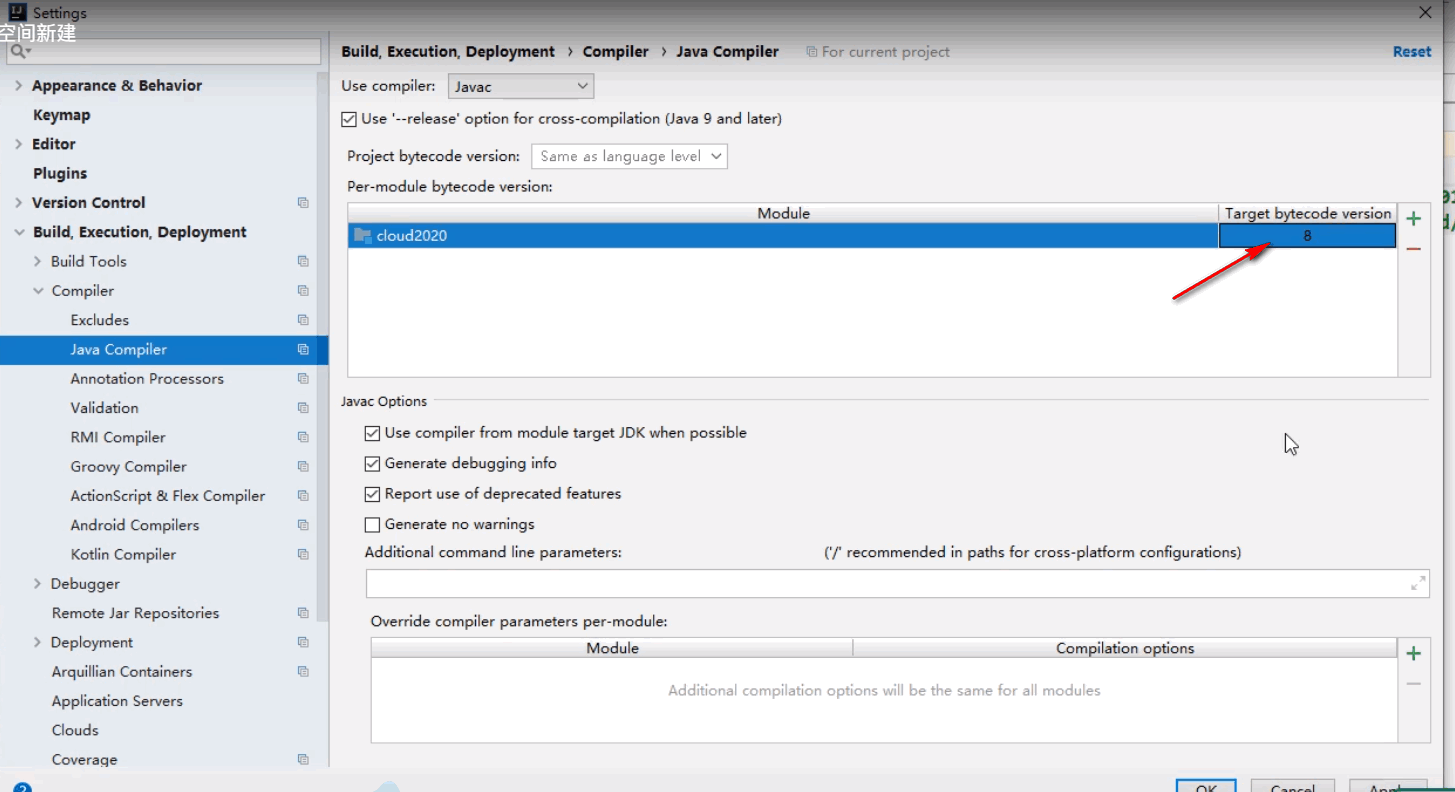 Settings
空间新建
Build, Execution, Deployment › Compiler › Java Compiler
For current project
Reset
Appearance & Behavior
Keymap
Editor
Plugins
Version Control
Build, Execution, Deployment
Build Tools
Compiler
Excludes
Java Compiler
Annotation Processors
Validation
RMI Compiler
Groovy Compiler
ActionScript & Flex Compiler
Android Compilers
Kotlin Compiler
Debugger
Remote Jar Repositories
Deployment
Arquillian Containers
Application Servers
Clouds
Coverage
Use compiler: Javac
Use '--release' option for cross-compilation (Java 9 and later)
Project bytecode version: Same as language level
Per-module bytecode version:
Module Target bytecode version
cloud2020 8
Javac Options
Use compiler from module target JDK when possible
Generate debugging info
Report use of deprecated features
Generate no warnings
Additional command line parameters: ('/' recommended in paths for cross-platform configurations)
Override compiler parameters per-module:
Module Compilation options
Additional compilation options will be the same for all modules
?
OK Cancel